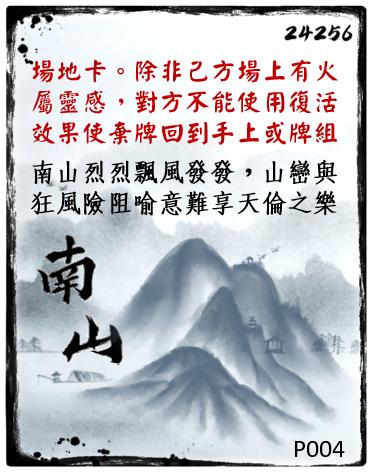 24256
場地卡。除非己方場上有火
屬靈感，對方不能使用復活
效果使棄牌回到手上或牌組
南山烈烈飄風發發，山巒與
狂風險阻喻意難享天倫之樂
南山
P004